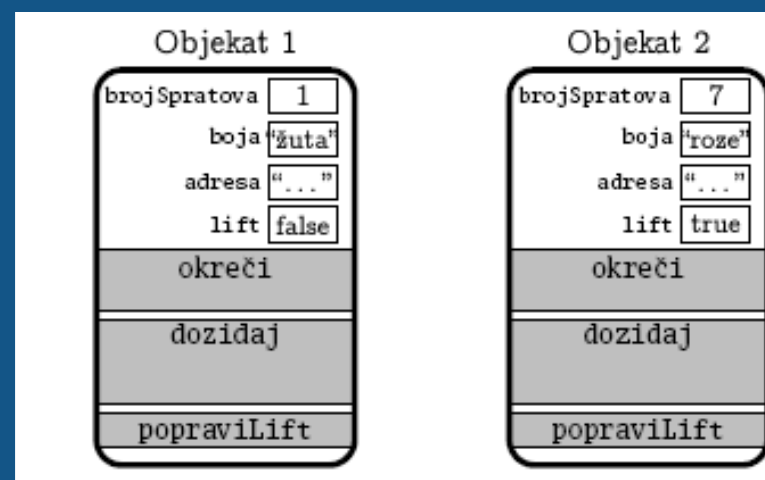 Objekat 1
brojSpratova 1
boja “žuta”
adresa “...”
lift false
okreči
dozidaj
popraviLift
Objekat 2
brojSpratova 7
boja “roze”
adresa “...”
lift true
okreči
dozidaj
popraviLift